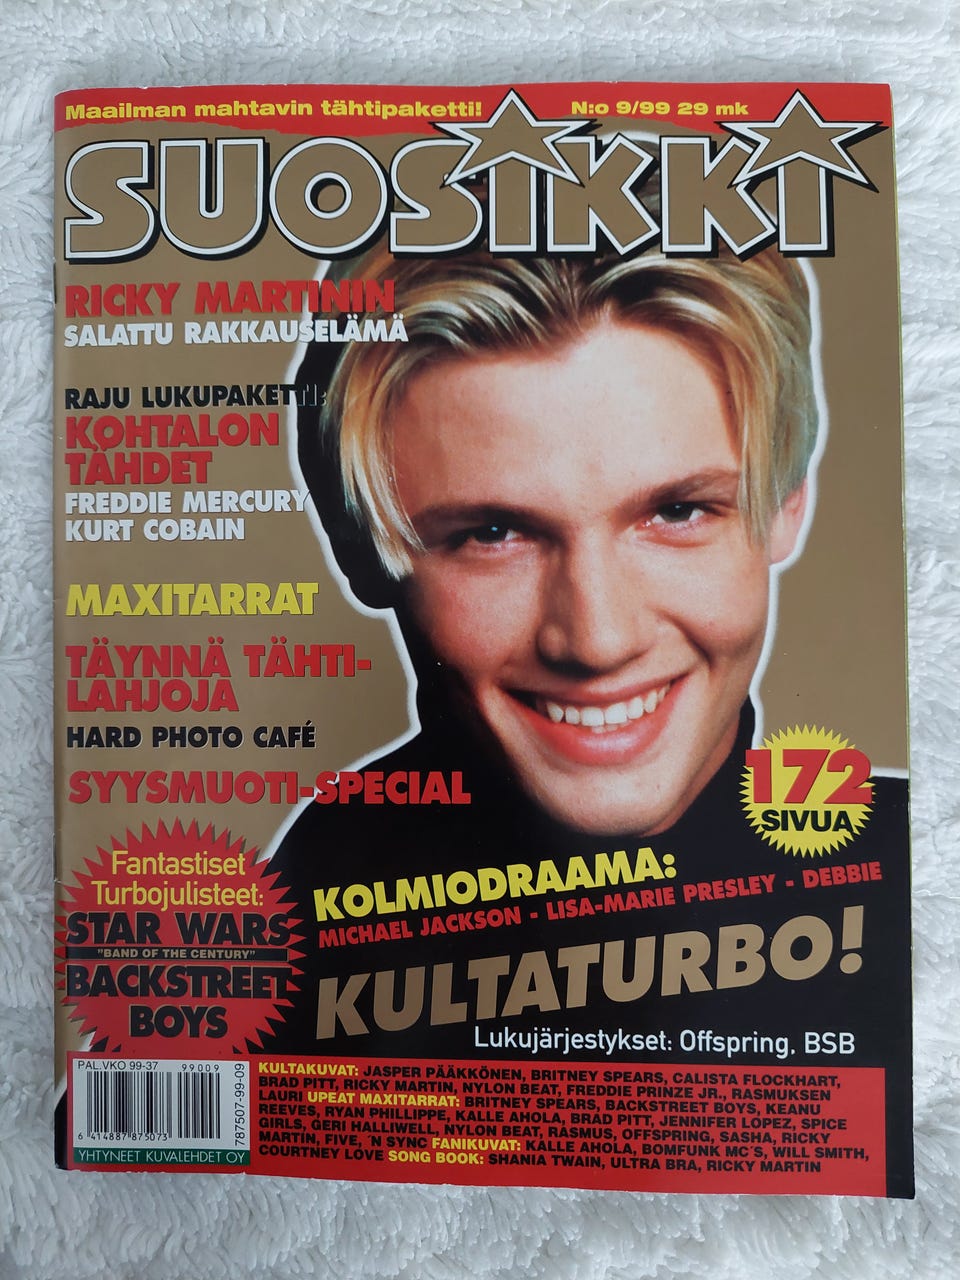 Maailman mahtavin tähtipaketti!
N:o 9/99 29 mk
SUOSIKKI
RICKY MARTININ
SALATTU RAKKAUSELÄMÄ
RAJU LUKUPAKETTI:
KOHTALON
TÄHDET
FREDDIE MERCURY
KURT COBAIN
MAXITARRAT
TÄYNNÄ TÄHTI-
LAHJOJA
HARD PHOTO CAFÉ
SYYSMUOTI-SPECIAL
172
SIVUA
Fantastiset
Turbojulisteet:
STAR WARS
"BAND OF THE CENTURY"
BACKSTREET
BOYS
KOLMIODRAAMA:
MICHAEL JACKSON - LISA-MARIE PRESLEY - DEBBIE
KULTATURBO!
Lukujärjestykset: Offspring, BSB
PAL.VKO 99-37
99009
6 414887 875073
787507-99-09
YHTYNEET KUVALEHDET OY
KULTAKUVAT: JASPER PÄÄKKÖNEN, BRITNEY SPEARS, CALISTA FLOCKHART,
BRAD PITT, RICKY MARTIN, NYLON BEAT, FREDDIE PRINZE JR., RASMUKSEN
LAURI UPEAT MAXITARRAT: BRITNEY SPEARS, BACKSTREET BOYS, KEANU
REEVES, RYAN PHILLIPPE, KALLE AHOLA, BRAD PITT, JENNIFER LOPEZ, SPICE
GIRLS, GERI HALLIWELL, NYLON BEAT, RASMUS, OFFSPRING, SASHA, RICKY
MARTIN, FIVE, ´N SYNC FANIKUVAT: KALLE AHOLA, BOMFUNK MC´S, WILL SMITH,
COURTNEY LOVE SONG BOOK: SHANIA TWAIN, ULTRA BRA, RICKY MARTIN